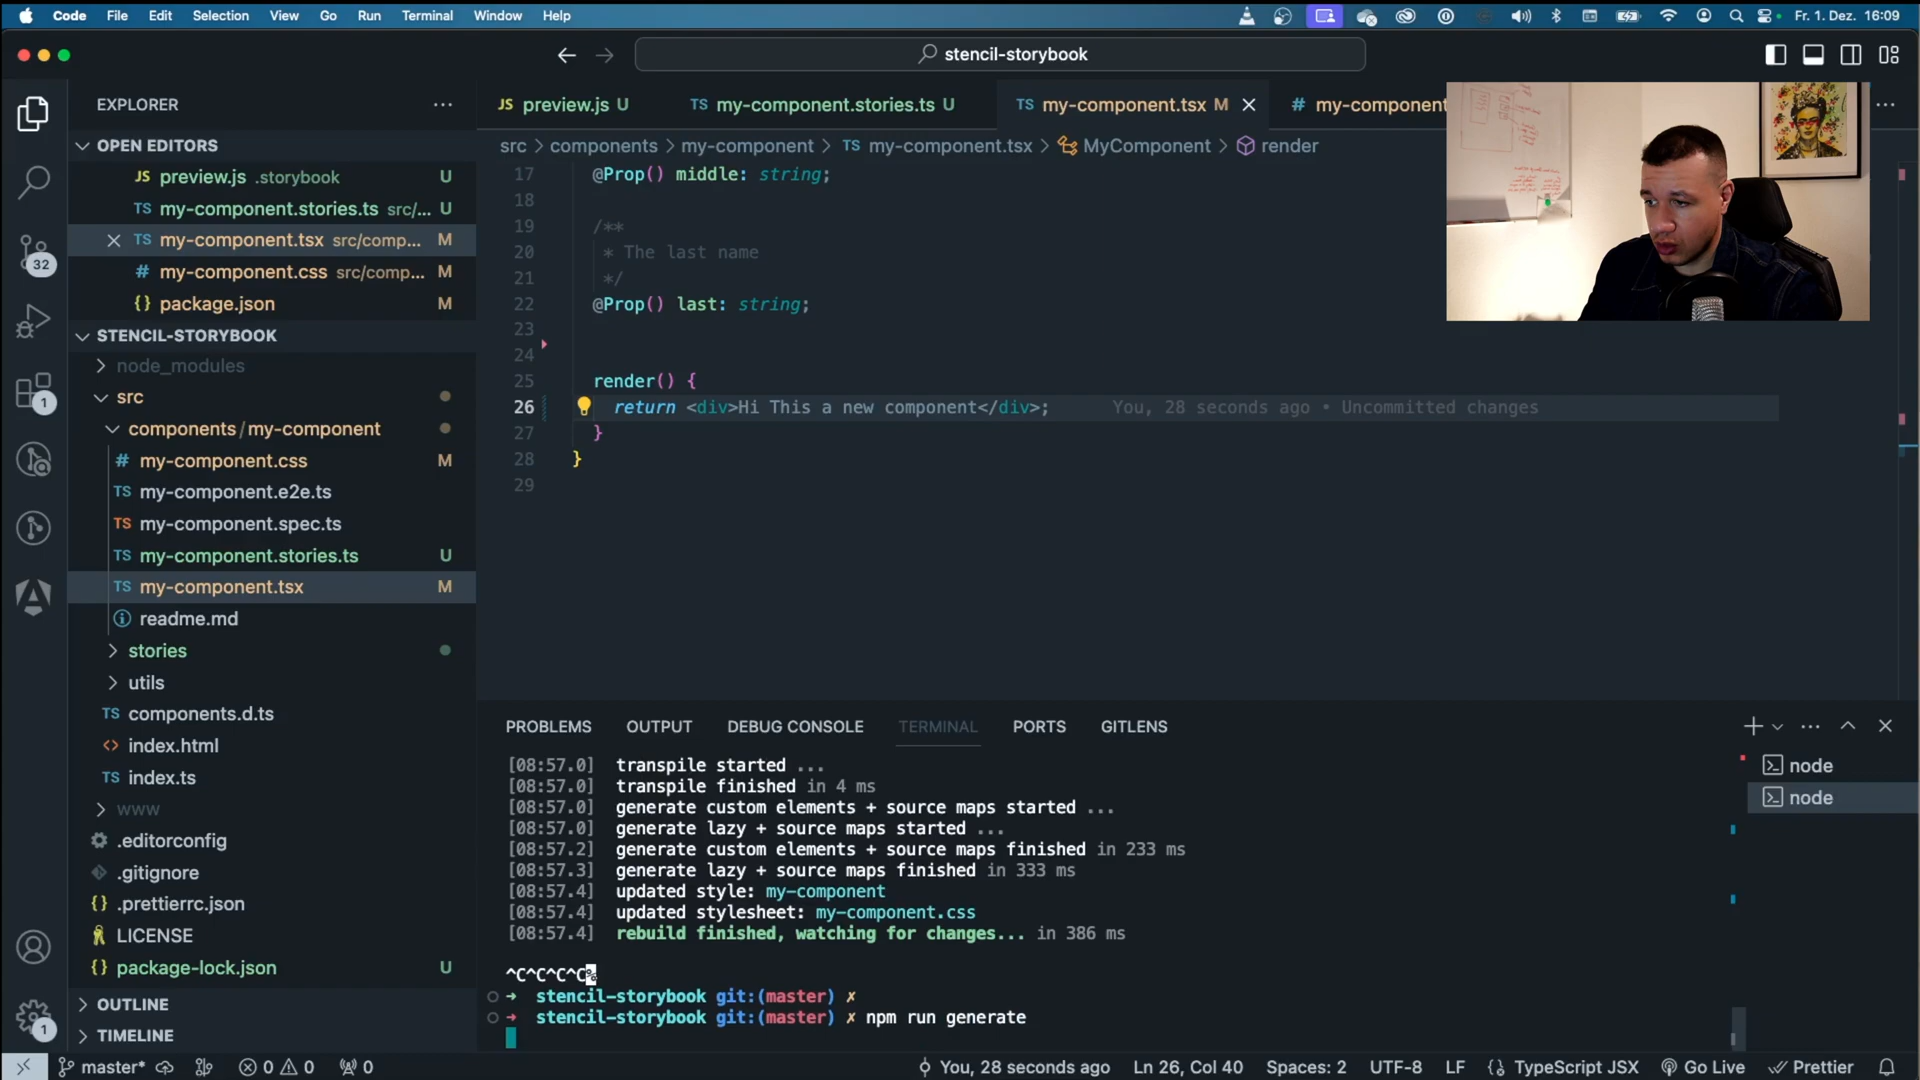 Code File Edit Selection View Go Run Terminal Window Help Fr. 1. Dez. 16:09
stencil-storybook
EXPLORER
OPEN EDITORS
preview.js .storybook U
my-component.stories.ts src/... U
my-component.tsx src/comp... M
my-component.css src/comp... M
package.json M
STENCIL-STORYBOOK
node_modules
src
components/my-component
my-component.css M
my-component.e2e.ts
my-component.spec.ts
my-component.stories.ts U
my-component.tsx M
readme.md
stories
utils
components.d.ts
index.html
index.ts
www
.editorconfig
.gitignore
.prettierrc.json
LICENSE
package-lock.json U
OUTLINE
TIMELINE
32
1
1
JS preview.js U TS my-component.stories.ts U TS my-component.tsx M # my-component
src > components > my-component > TS my-component.tsx > MyComponent > render
17 @Prop() middle: string;
18
19 /**
20 * The last name
21 */
22 @Prop() last: string;
23
24
25 render() {
26 return <div>Hi This a new component</div>; You, 28 seconds ago • Uncommitted changes
27 }
28 }
29
PROBLEMS OUTPUT DEBUG CONSOLE TERMINAL PORTS GITLENS
[08:57.0] transpile started ...
[08:57.0] transpile finished in 4 ms
[08:57.0] generate custom elements + source maps started ...
[08:57.0] generate lazy + source maps started ...
[08:57.2] generate custom elements + source maps finished in 233 ms
[08:57.3] generate lazy + source maps finished in 333 ms
[08:57.4] updated style: my-component
[08:57.4] updated stylesheet: my-component.css
[08:57.4] rebuild finished, watching for changes... in 386 ms
^C^C^C^C%
➜ stencil-storybook git:(master) ✗
➜ stencil-storybook git:(master) ✗ npm run generate
node
node
master* 0 0 0 You, 28 seconds ago Ln 26, Col 40 Spaces: 2 UTF-8 LF {} TypeScript JSX Go Live Prettier